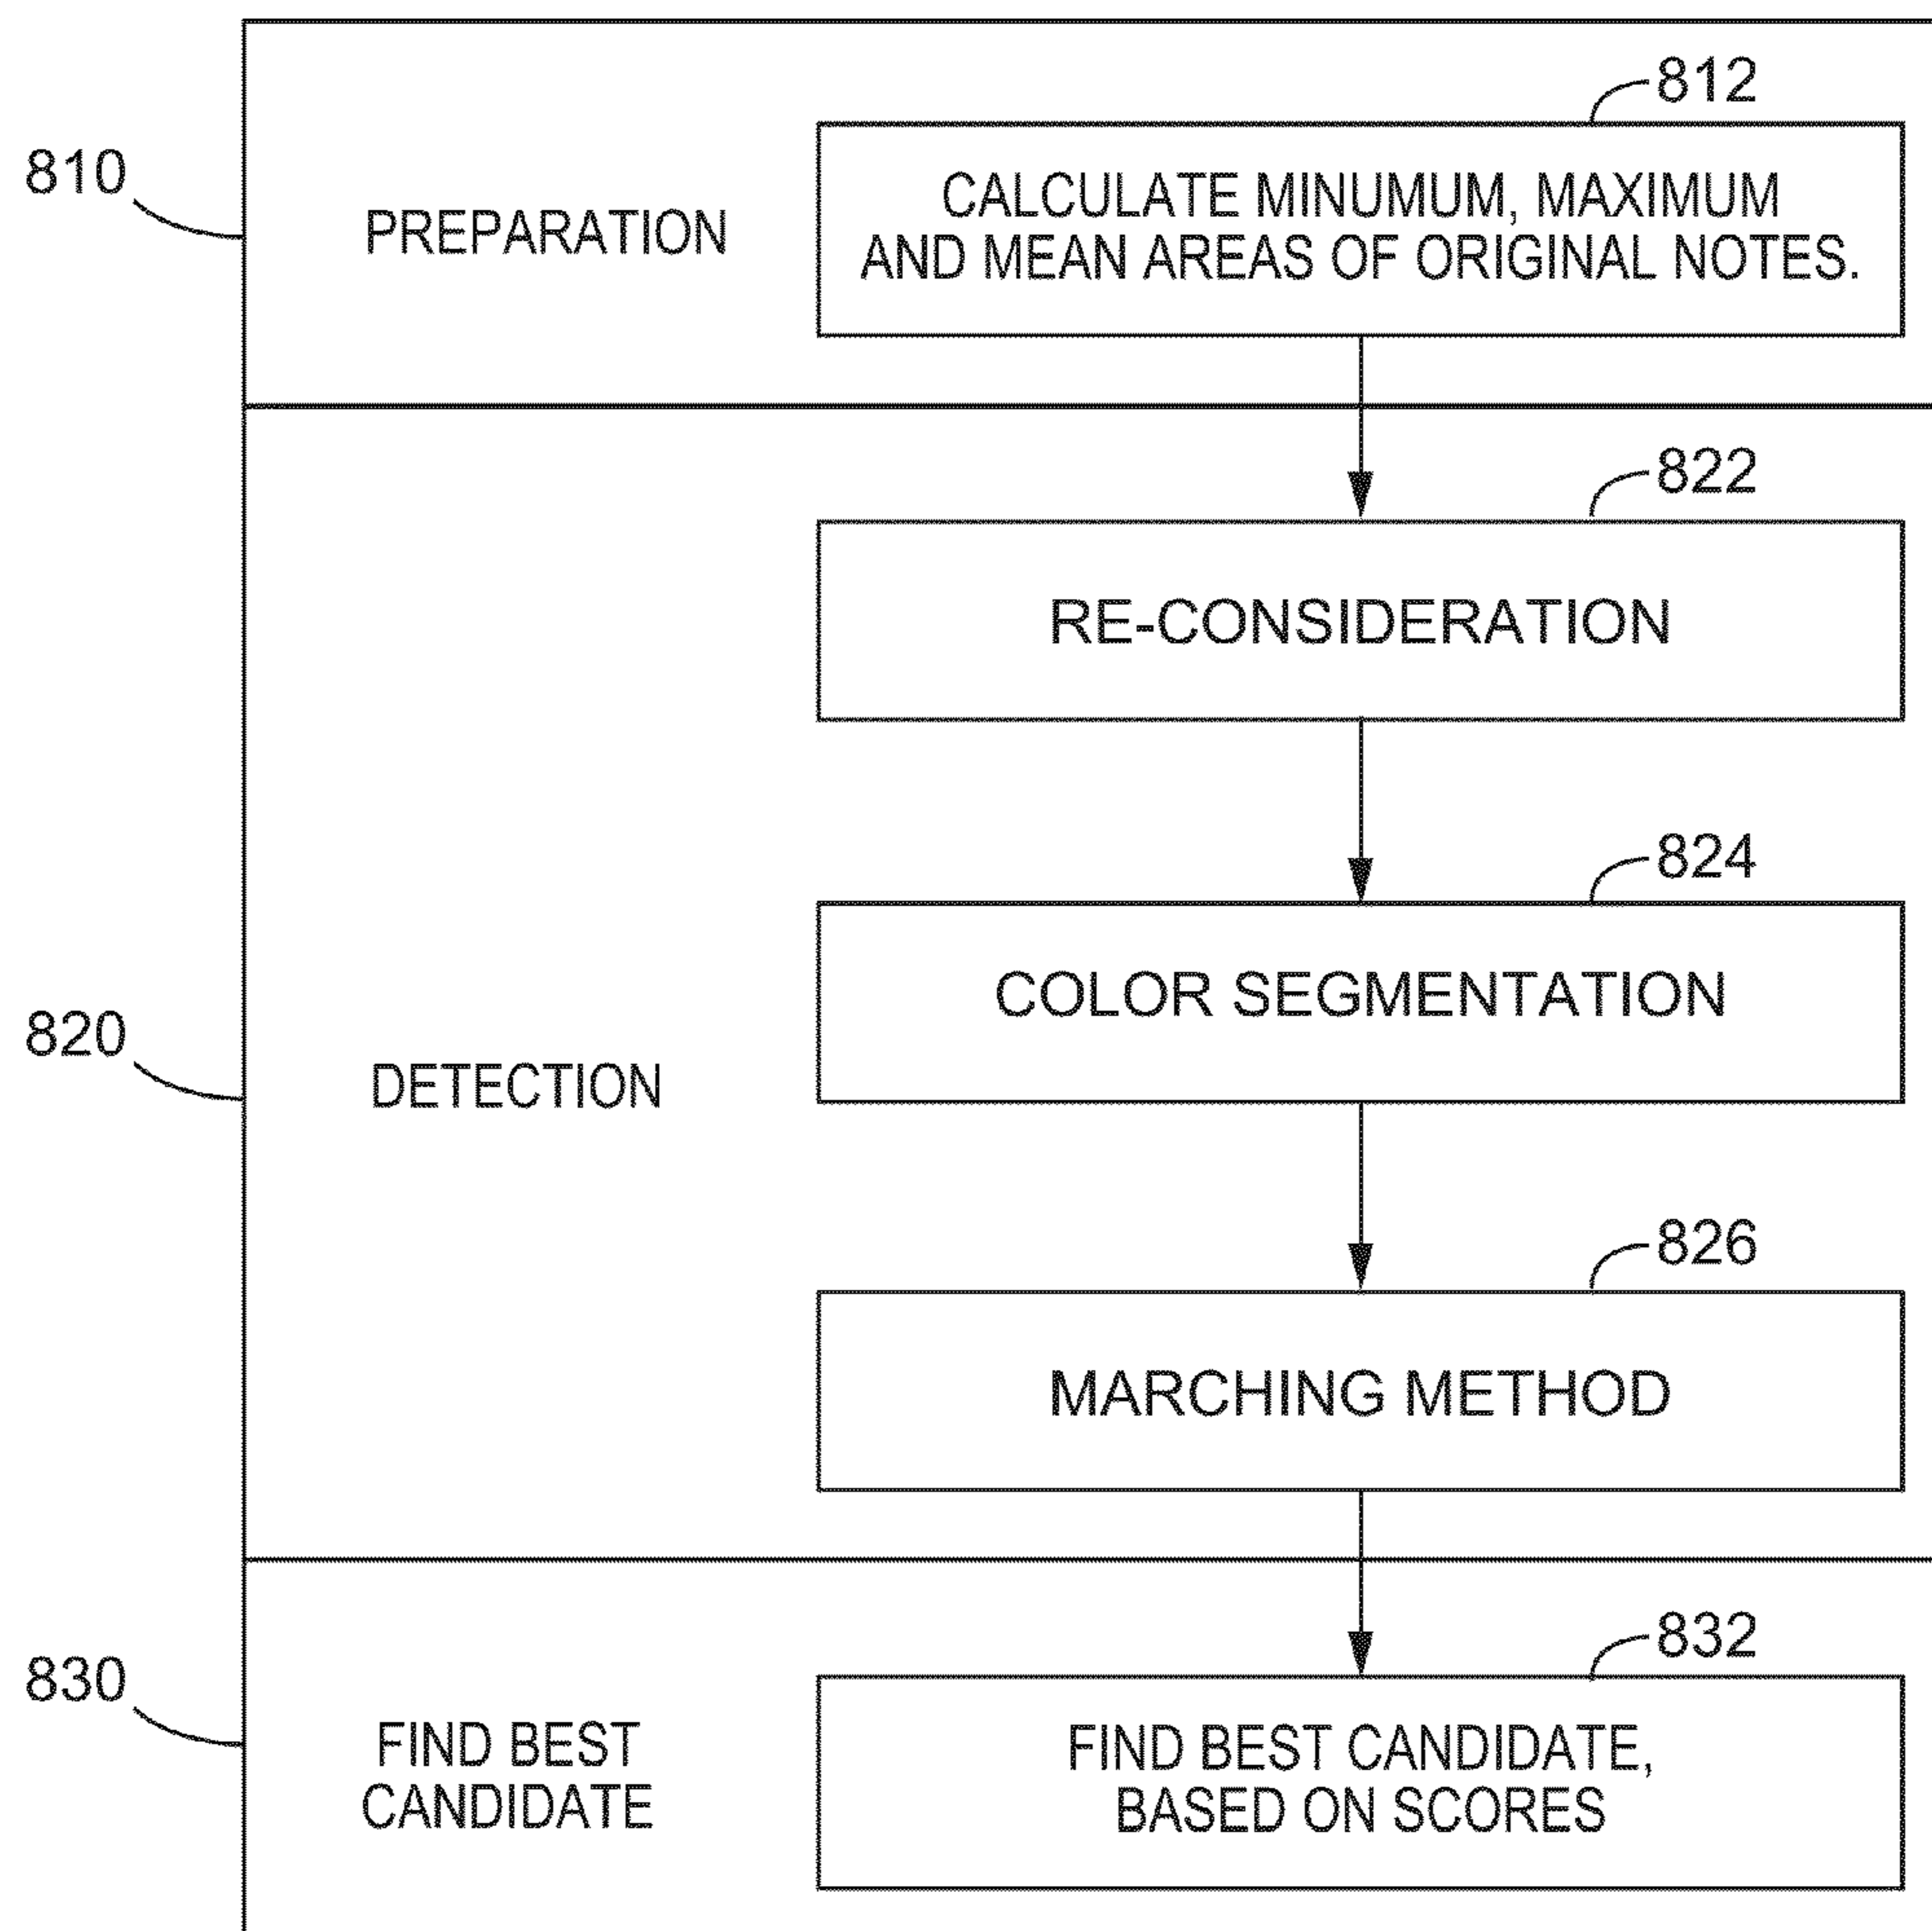 812
810
PREPARATION
CALCULATE MINUMUM, MAXIMUM
AND MEAN AREAS OF ORIGINAL NOTES.
822
RE-CONSIDERATION
824
COLOR SEGMENTATION
820
DETECTION
826
MARCHING METHOD
832
830
FIND BEST
CANDIDATE
FIND BEST CANDIDATE,
BASED ON SCORES